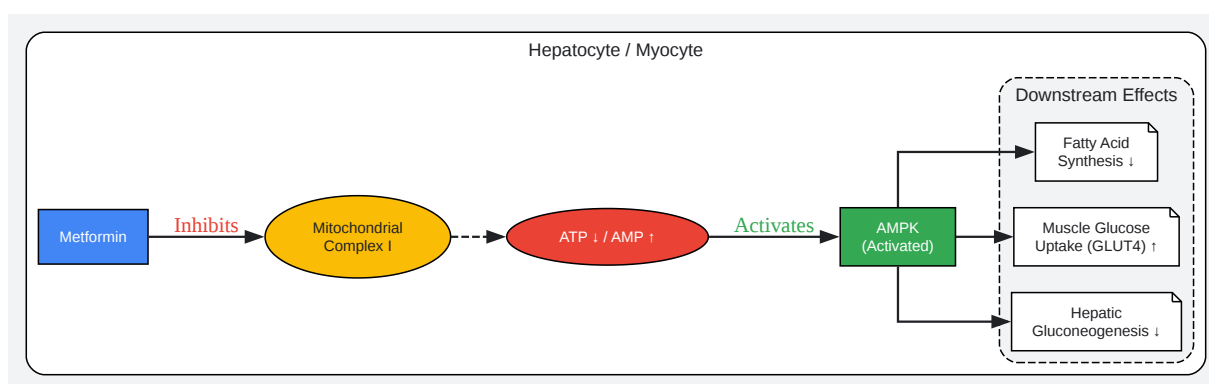 Hepatocyte / Myocyte
Downstream Effects
Fatty Acid
Synthesis ↓
Metformin
Inhibits
Mitochondrial
Complex I
ATP ↓ / AMP ↑
Activates
AMPK
(Activated)
Muscle Glucose
Uptake (GLUT4) ↑
Hepatic
Gluconeogenesis ↓